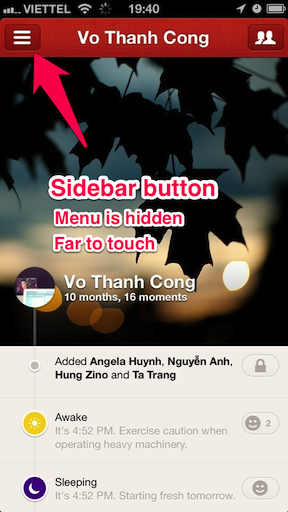 VIETTEL
19:40
Vo Thanh Cong
Sidebar button
Menu is hidden
Far to touch
Vo Thanh Cong
10 months, 16 moments
Added Angela Huynh, Nguyễn Anh,
Hung Zino and Ta Trang
Awake
It's 4:52 PM. Exercise caution when
operating heavy machinery.
2
Sleeping
It's 4:52 PM. Starting fresh tomorrow.